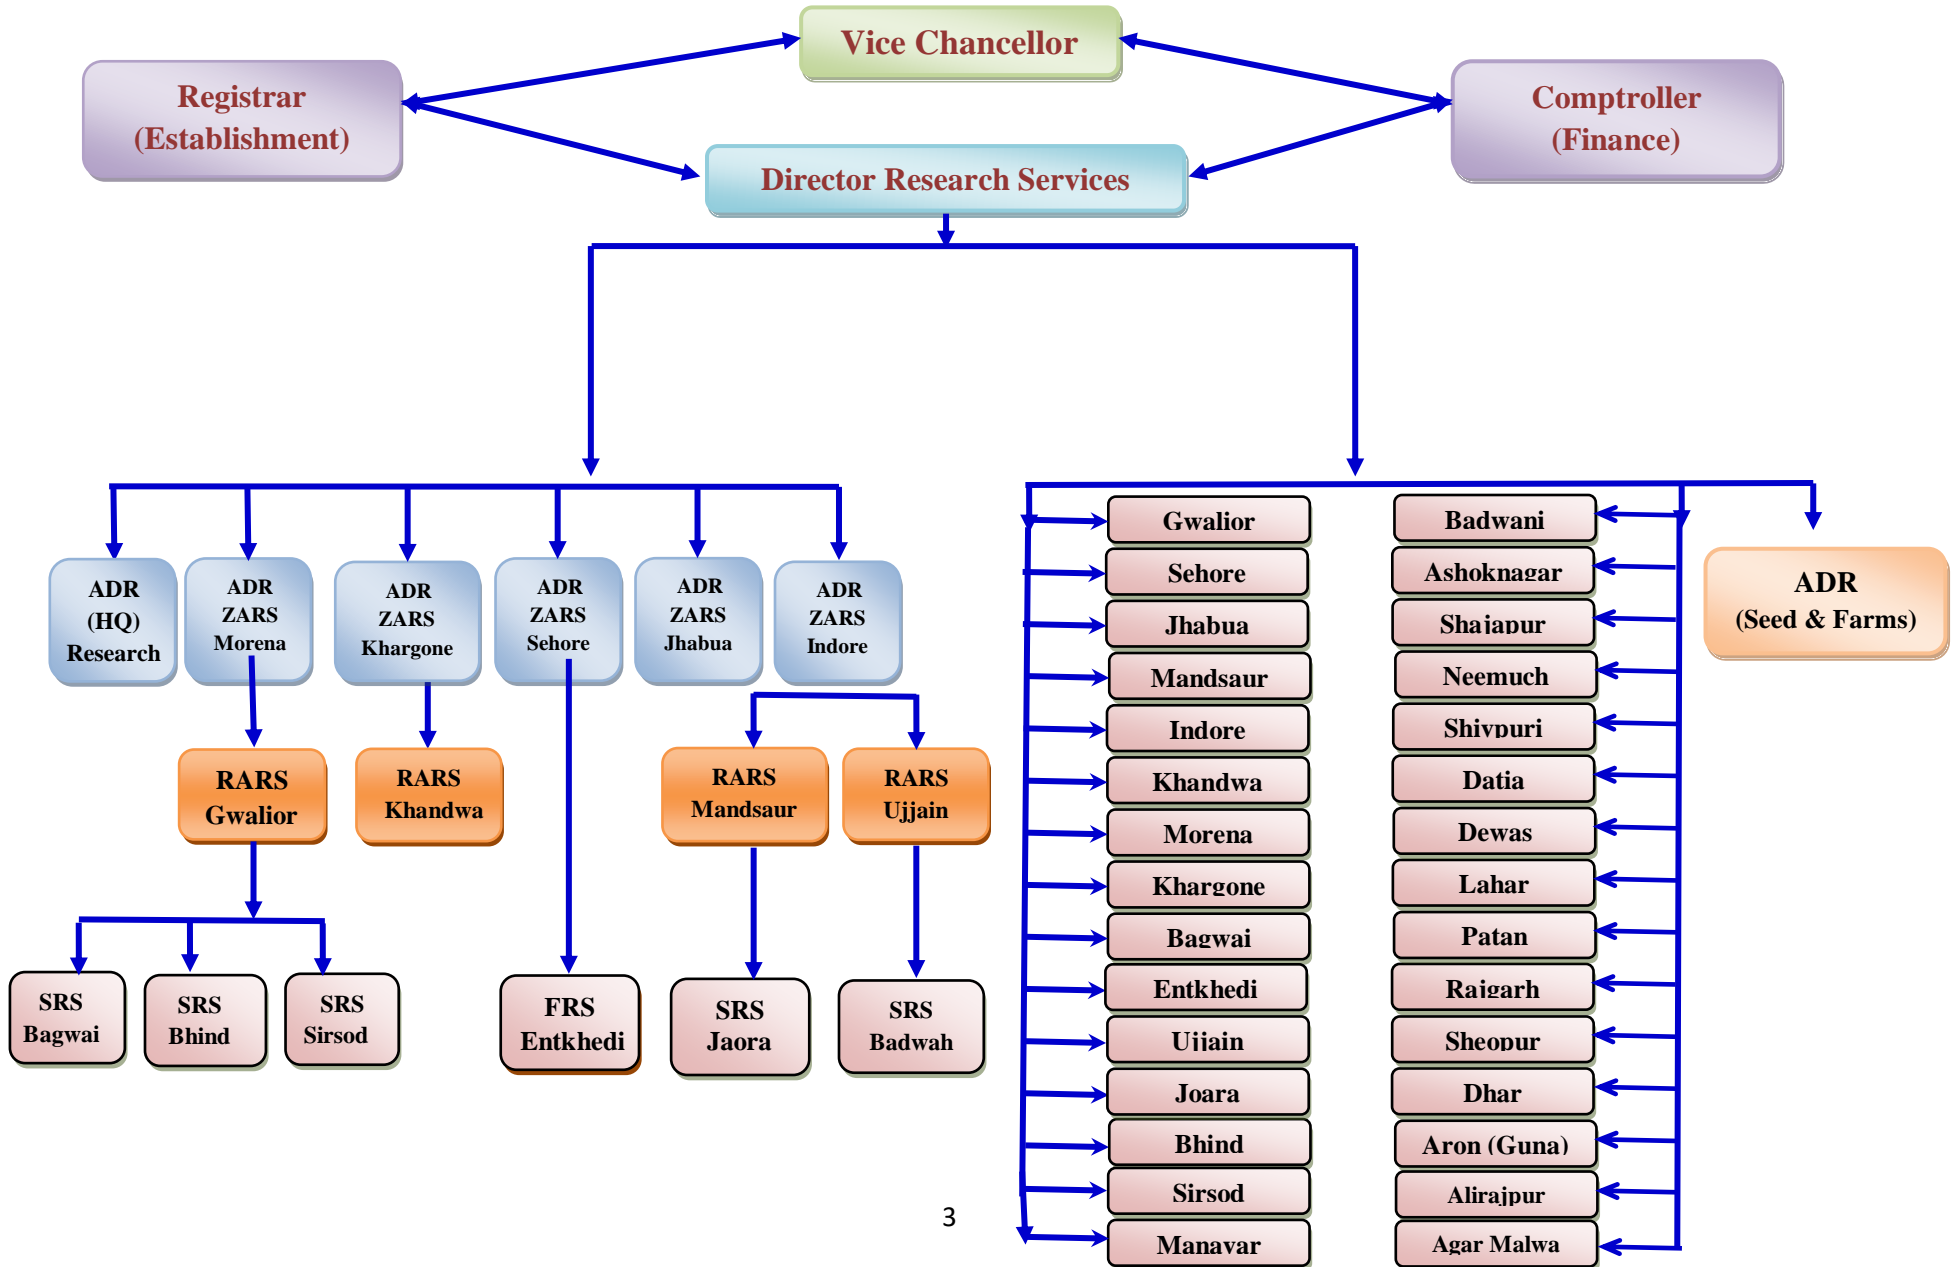 Vice Chancellor
Registrar
(Establishment)
Comptroller
(Finance)
Director Research Services
ADR
(HQ)
Research
ADR
ZARS
Morena
ADR
ZARS
Khargone
ADR
ZARS
Sehore
ADR
ZARS
Jhabua
ADR
ZARS
Indore
RARS
Gwalior
RARS
Khandwa
RARS
Mandsaur
RARS
Ujjain
SRS
Bagwai
SRS
Bhind
SRS
Sirsod
FRS
Entkhedi
SRS
Jaora
SRS
Badwah
Gwalior
Sehore
Jhabua
Mandsaur
Indore
Khandwa
Morena
Khargone
Bagwai
Entkhedi
Ujjain
Joara
Bhind
Sirsod
Manavar
Badwani
Ashoknagar
Shajapur
Neemuch
Shivpuri
Datia
Dewas
Lahar
Patan
Rajgarh
Sheopur
Dhar
Aron (Guna)
Alirajpur
Agar Malwa
ADR
(Seed & Farms)
3